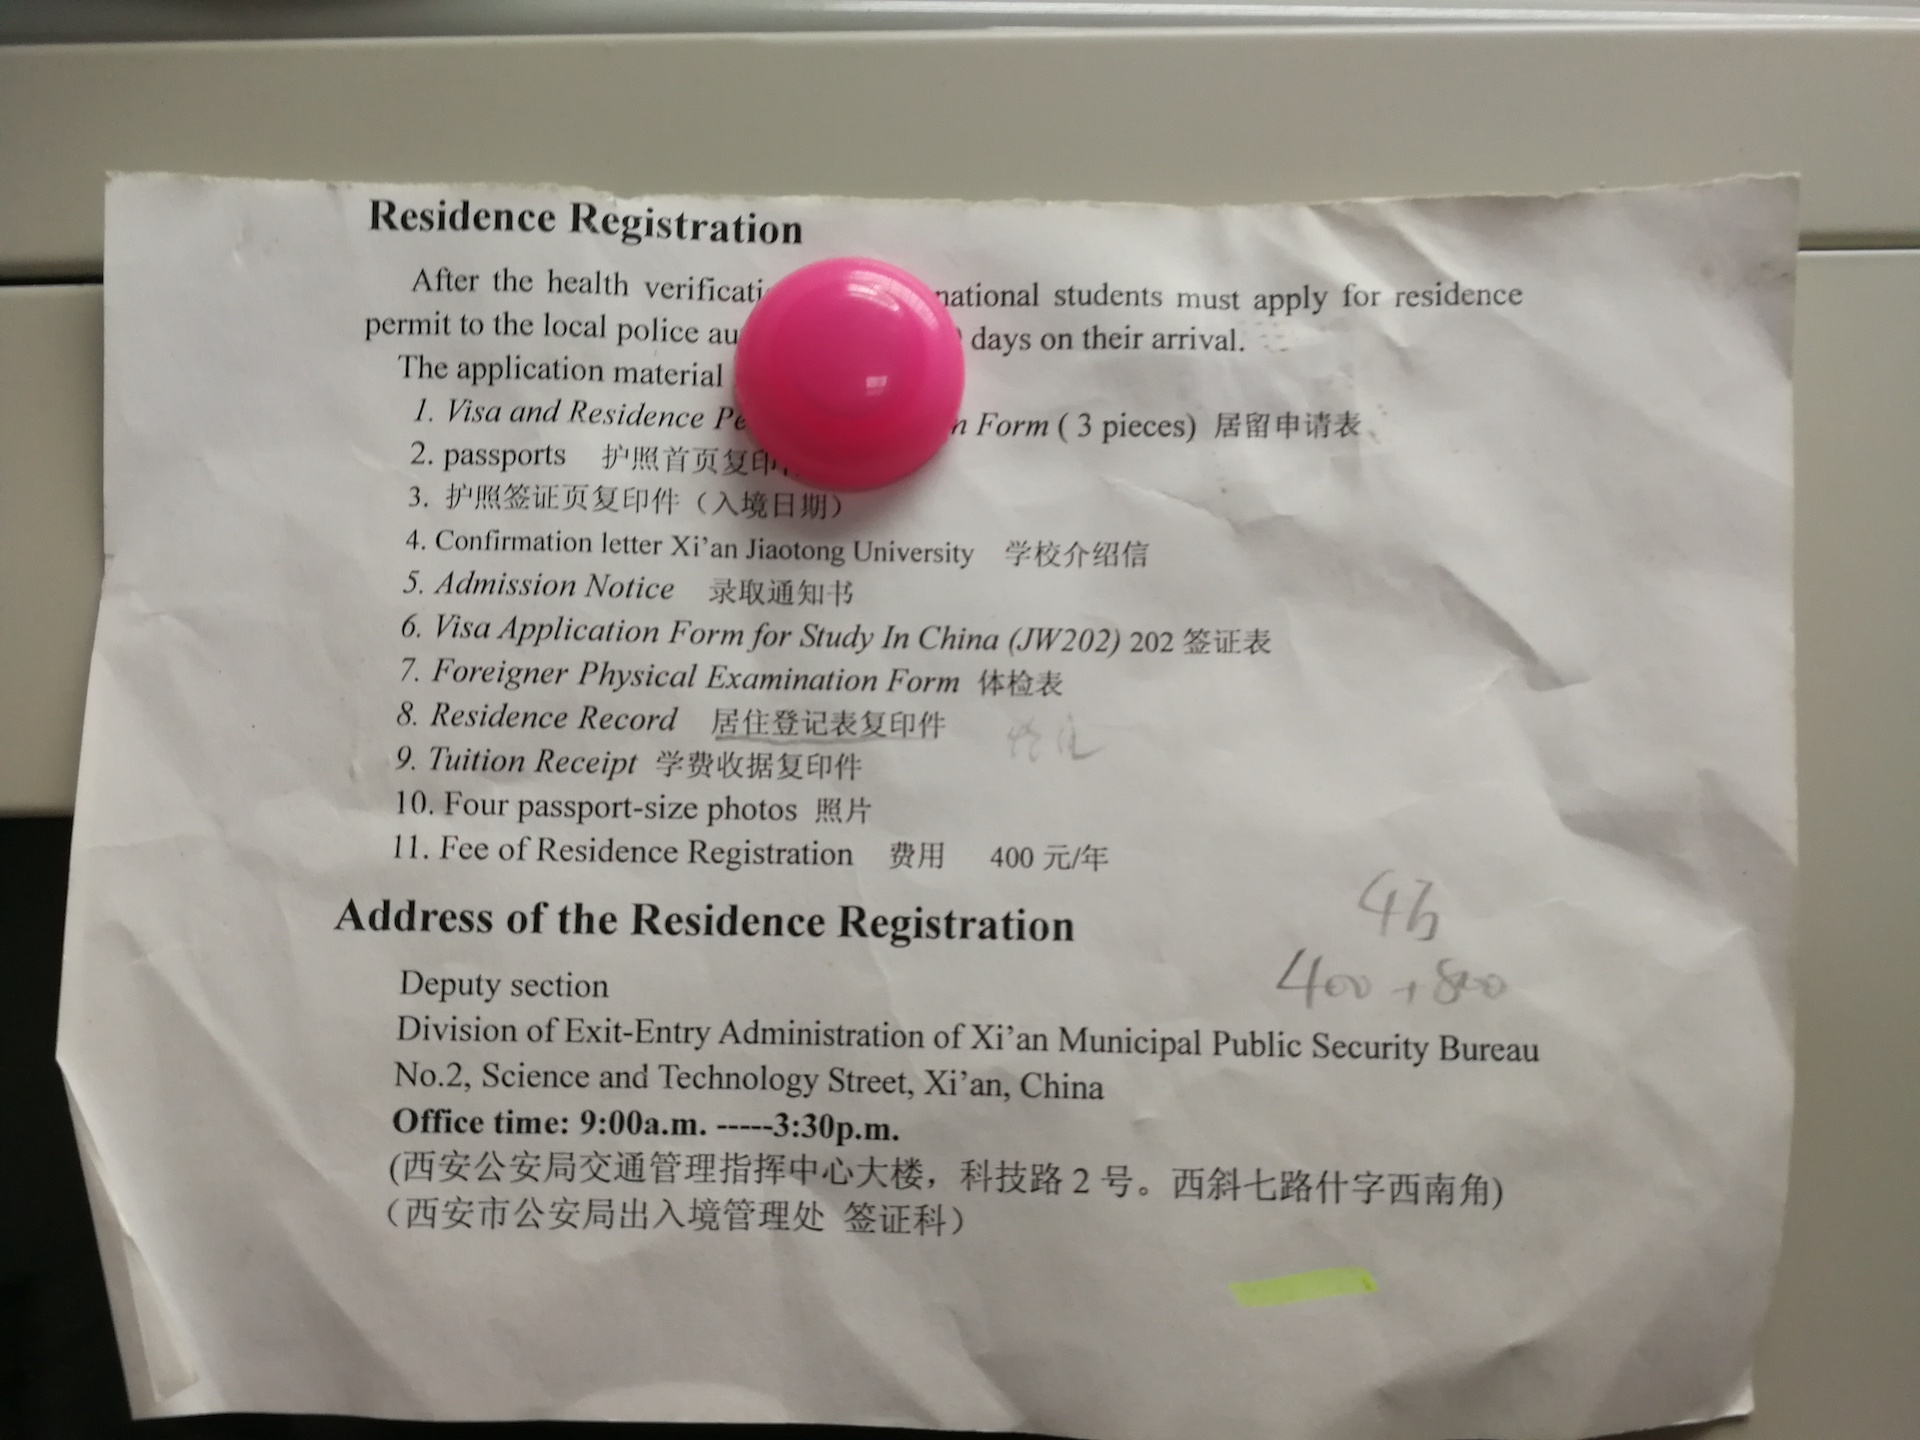 Residence Registration
After the health national students must apply for residence
permit to the local police days on their arrival.
The application material
1. Visa and Residence Form ( 3 pieces) 居留申请表
2. passports 护照首页复印
3. 护照签证页复印件（入境日期）
4. Confirmation letter Xi’an Jiaotong University 学校介绍信
5. Admission Notice 录取通知书
6. Visa Application Form for Study In China (JW202) 202 签证表
7. Foreigner Physical Examination Form 体检表
8. Residence Record 居住登记表复印件
9. Tuition Receipt 学费收据复印件
10. Four passport-size photos 照片
11. Fee of Residence Registration 费用 400 元/年
Address of the Residence Registration
400 + 800
Deputy section
Division of Exit-Entry Administration of Xi’an Municipal Public Security Bureau
No.2, Science and Technology Street, Xi’an, China
Office time: 9:00a.m. -----3:30p.m.
(西安公安局交通管理指挥中心大楼，科技路 2 号。西斜七路什字西南角)
（西安市公安局出入境管理处 签证科）